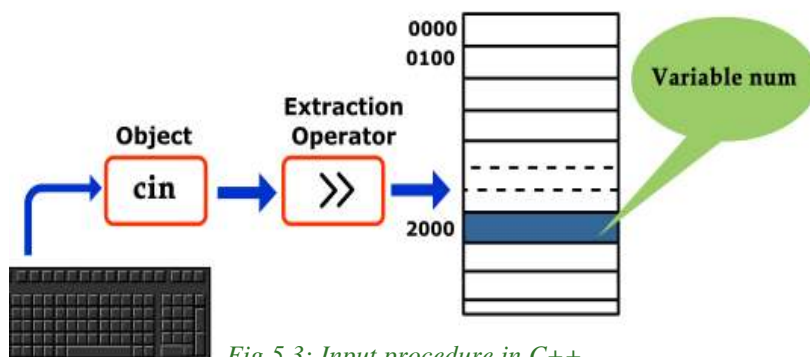 0000
0100
Variable num
Extraction
Operator
Object
cin
>>
2000
Fig 5.3: Input procedure in C++